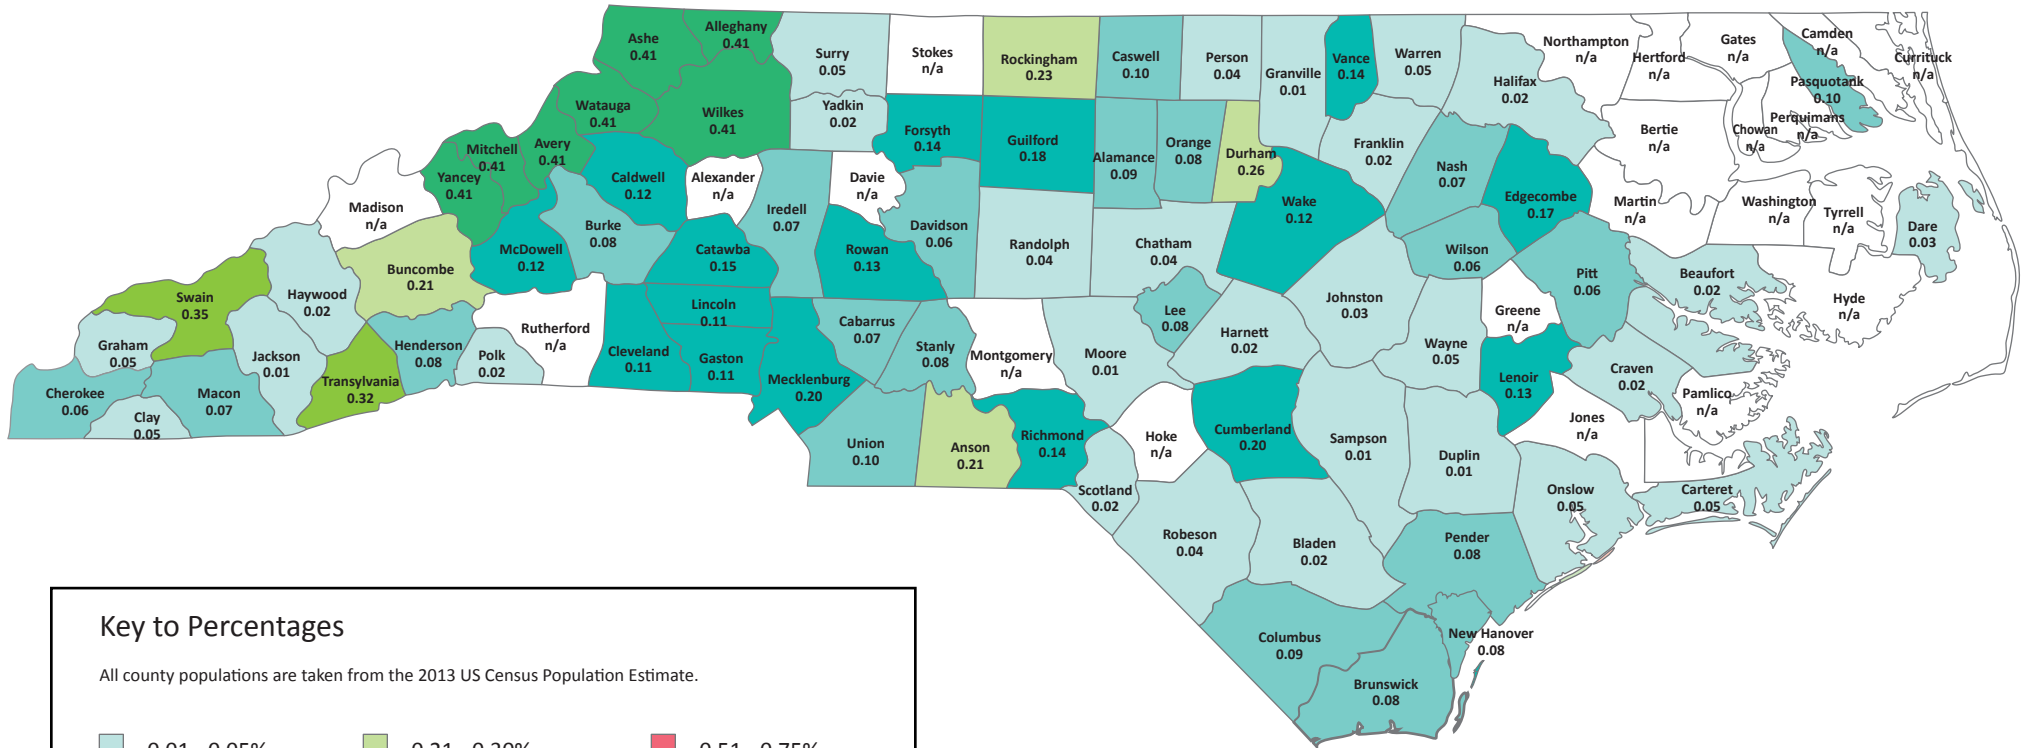 Ashe
0.41
Alleghany
0.41
Surry
0.05
Stokes
n/a
Rockingham
0.23
Caswell
0.10
Person
0.04
Granville
0.01
Vance
0.14
Warren
0.05
Halifax
0.02
Northampton
n/a
Hertford
n/a
Gates
n/a
Camden
n/a
Currituck
n/a
Pasquotank
0.10
Perquimans
n/a
Chowan
n/a
Bertie
n/a
Watauga
0.41
Wilkes
0.41
Yadkin
0.02
Forsyth
0.14
Guilford
0.18
Alamance
0.09
Orange
0.08
Durham
0.26
Franklin
0.02
Nash
0.07
Edgecombe
0.17
Martin
n/a
Washington
n/a
Tyrrell
n/a
Dare
0.03
Mitchell
0.41
Avery
0.41
Yancey
0.41
Caldwell
0.12
Alexander
n/a
Iredell
0.07
Davie
n/a
Davidson
0.06
Randolph
0.04
Chatham
0.04
Wake
0.12
Wilson
0.06
Pitt
0.06
Beaufort
0.02
Hyde
n/a
Madison
n/a
Buncombe
0.21
McDowell
0.12
Burke
0.08
Catawba
0.15
Rowan
0.13
Lee
0.08
Johnston
0.03
Greene
n/a
Swain
0.35
Haywood
0.02
Rutherford
n/a
Lincoln
0.11
Cabarrus
0.07
Stanly
0.08
Montgomery
n/a
Moore
0.01
Harnett
0.02
Wayne
0.05
Lenoir
0.13
Craven
0.02
Pamlico
n/a
Graham
0.05
Jackson
0.01
Henderson
0.08
Polk
0.02
Cleveland
0.11
Gaston
0.11
Mecklenburg
0.20
Cherokee
0.06
Clay
0.05
Macon
0.07
Transylvania
0.32
Union
0.10
Anson
0.21
Richmond
0.14
Hoke
n/a
Cumberland
0.20
Sampson
0.01
Duplin
0.01
Jones
n/a
Scotland
0.02
Onslow
0.05
Carteret
0.05
Robeson
0.04
Bladen
0.02
Pender
0.08
Columbus
0.09
New Hanover
0.08
Brunswick
0.08
Key to Percentages
All county populations are taken from the 2013 US Census Population Estimate.
0.01 - 0.05%
0.21 - 0.30%
0.51 - 0.75%